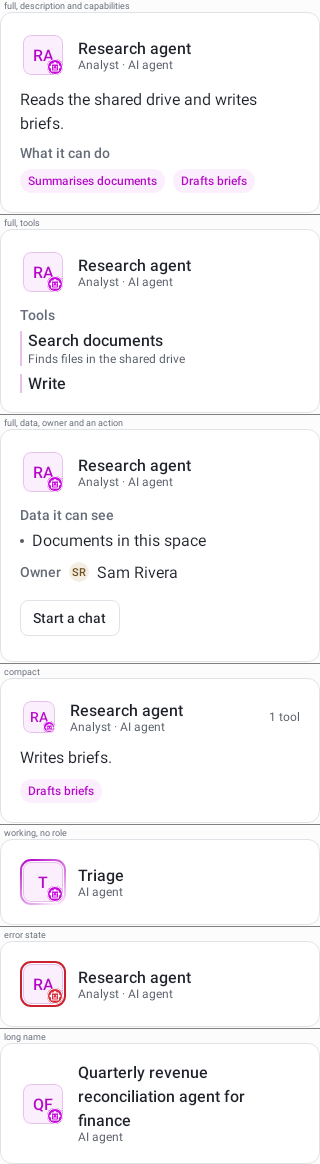 full, description and capabilities
RA
Research agent
Analyst · AI agent
Reads the shared drive and writes
briefs.
What it can do
Summarises documents
Drafts briefs
full, tools
RA
Research agent
Analyst · AI agent
Tools
Search documents
Finds files in the shared drive
Write
full, data, owner and an action
RA
Research agent
Analyst · AI agent
Data it can see
• Documents in this space
Owner SR Sam Rivera
Start a chat
compact
RA
Research agent
1 tool
Analyst · AI agent
Writes briefs.
Drafts briefs
working, no role
T
Triage
AI agent
error state
RA
Research agent
Analyst · AI agent
long name
QF
Quarterly revenue
reconciliation agent for
finance
AI agent